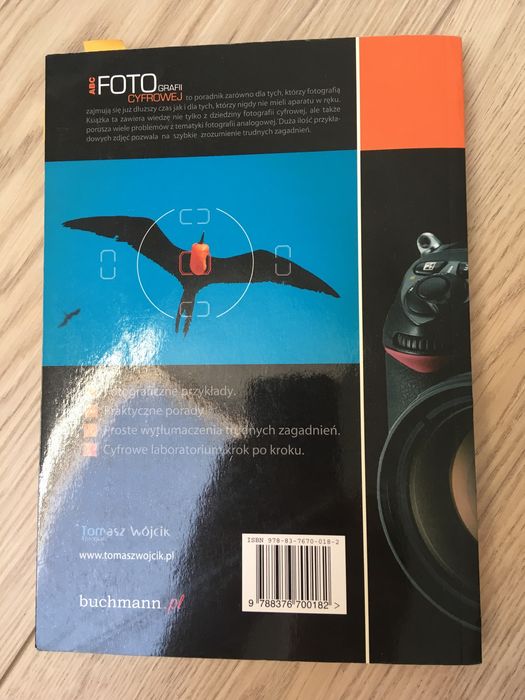 ABC FOTOGRAFII
CYFROWEJ to poradnik zarówno dla tych, którzy fotografią
zajmują się już dłuższy czas jak i dla tych, którzy nigdy nie mieli aparatu w ręku.
Książka ta zawiera wiedzę nie tylko z dziedziny fotografii cyfrowej, ale także
porusza wiele problemów z tematyki fotografii analogowej. Duża ilość przykła-
dowych zdjęć pozwala na szybkie zrozumienie trudnych zagadnień.
Fotograficzne przykłady.
Praktyczne porady.
Proste wytłumaczenia trudnych zagadnień.
Cyfrowe laboratorium krok po kroku.
Tomasz Wójcik
www.tomaszwojcik.pl
buchmann.pl
ISBN 978-83-7670-018-2
9 788376 700182 >